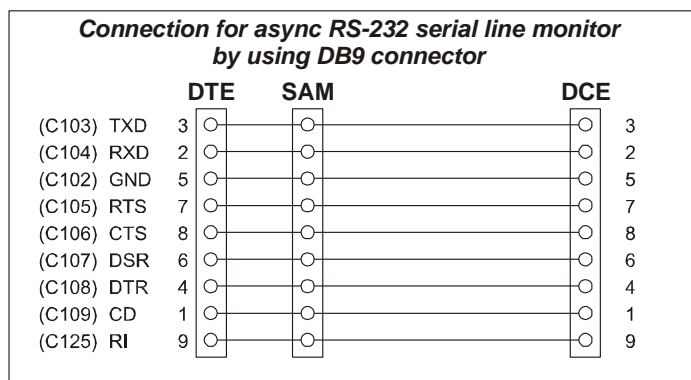 Connection for async RS-232 serial line monitor
by using DB9 connector
DTE SAM DCE
(C103) TXD 3 3
(C104) RXD 2 2
(C102) GND 5 5
(C105) RTS 7 7
(C106) CTS 8 8
(C107) DSR 6 6
(C108) DTR 4 4
(C109) CD 1 1
(C125) RI 9 9